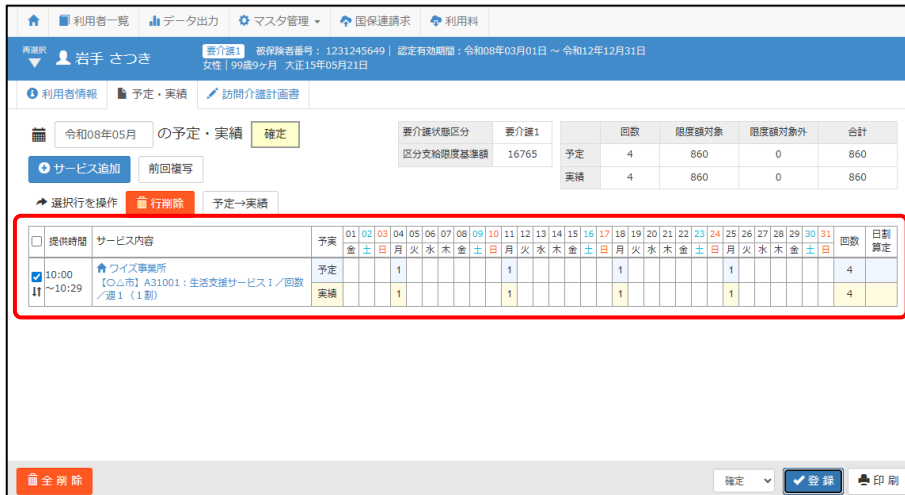 利用者一覧 データ出力 マスタ管理 国保連請求 利用料
再選択 岩手 さつき 要介護1 被保険者番号： 1231245649｜ 認定有効期間：令和08年03月01日 ～ 令和12年12月31日
女性｜99歳9ヶ月 大正15年05月21日
利用者情報 予定・実績 訪問介護計画書
令和08年05月 の予定・実績 確定
要介護状態区分 要介護1
区分支給限度基準額 16765
回数 限度額対象 限度額対象外 合計
予定 4 860 0 860
実績 4 860 0 860
サービス追加 前回複写
選択行を操作 行削除 予定→実績
提供時間 サービス内容 予実 01 02 03 04 05 06 07 08 09 10 11 12 13 14 15 16 17 18 19 20 21 22 23 24 25 26 27 28 29 30 31 回数 日割算定
金 土 日 月 火 水 木 金 土 日 月 火 水 木 金 土 日 月 火 水 木 金 土 日 月 火 水 木 金 土 日
10:00
～10:29
ワイズ事業所
【○△市】A31001：生活支援サービスⅠ／回数
／週１（１割）
予定 1 1 1 1 4
実績 1 1 1 1 4
全削除 確定 登録 印刷